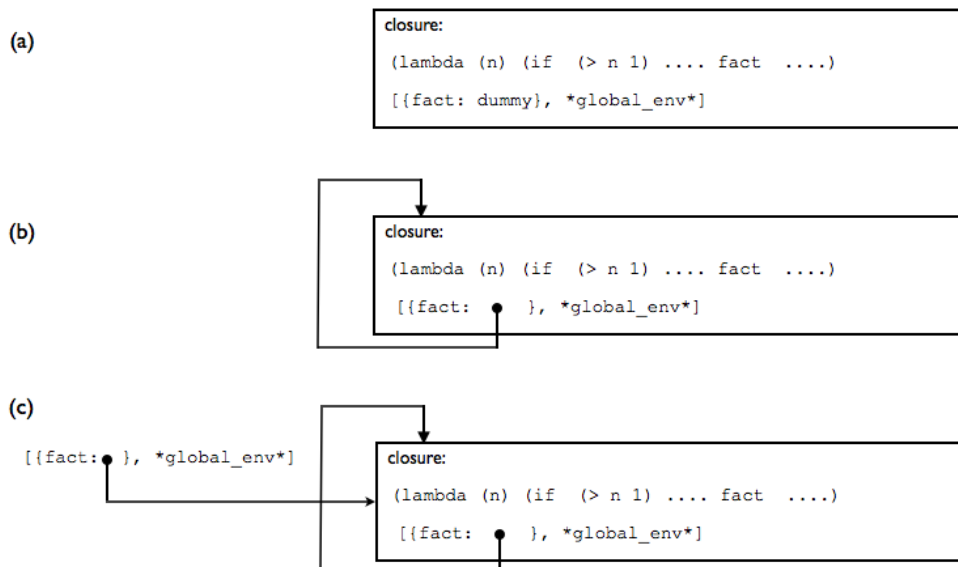 (a)
closure:
(lambda (n) (if (> n 1) .... fact ....)
[{fact: dummy}, *global_env*]
(b)
closure:
(lambda (n) (if (> n 1) .... fact ....)
[{fact: }, *global_env*]
(c)
[{fact: }, *global_env*]
closure:
(lambda (n) (if (> n 1) .... fact ....)
[{fact: }, *global_env*]